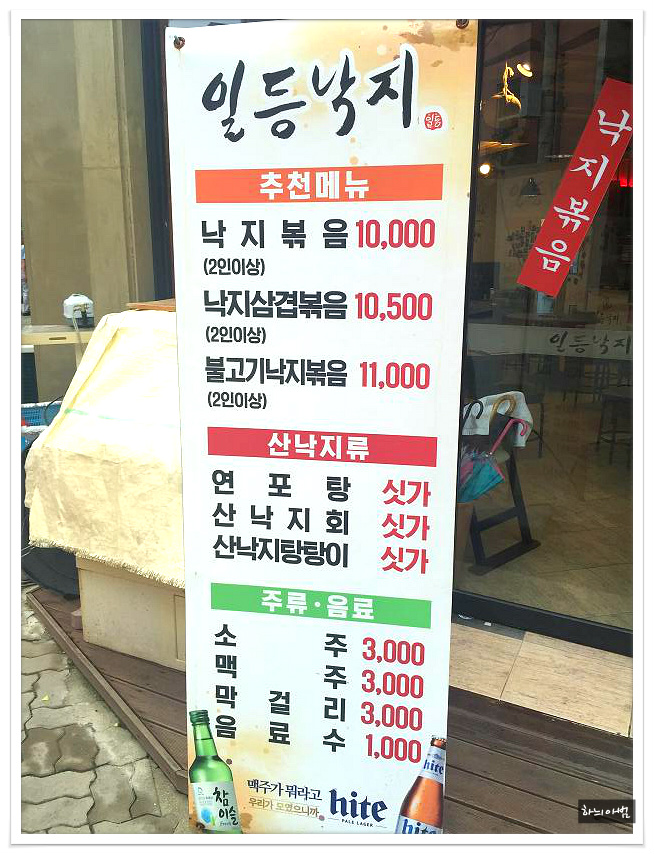 일등낙지
일등
추천메뉴
낙지볶음 10,000
(2인이상)
낙지삼겹볶음 10,500
(2인이상)
불고기낙지볶음 11,000
(2인이상)
산낙지류
연포탕 싯가
산낙지회 싯가
산낙지탕탕이 싯가
주류·음료
소주 3,000
맥주 3,000
막걸리 3,000
음료수 1,000
참이슬
fresh
맥주가 뭐라고
우리가 모였으니까
hite
PALE LAGER
hite
hite
낙지볶음
일등낙지
하늬아범